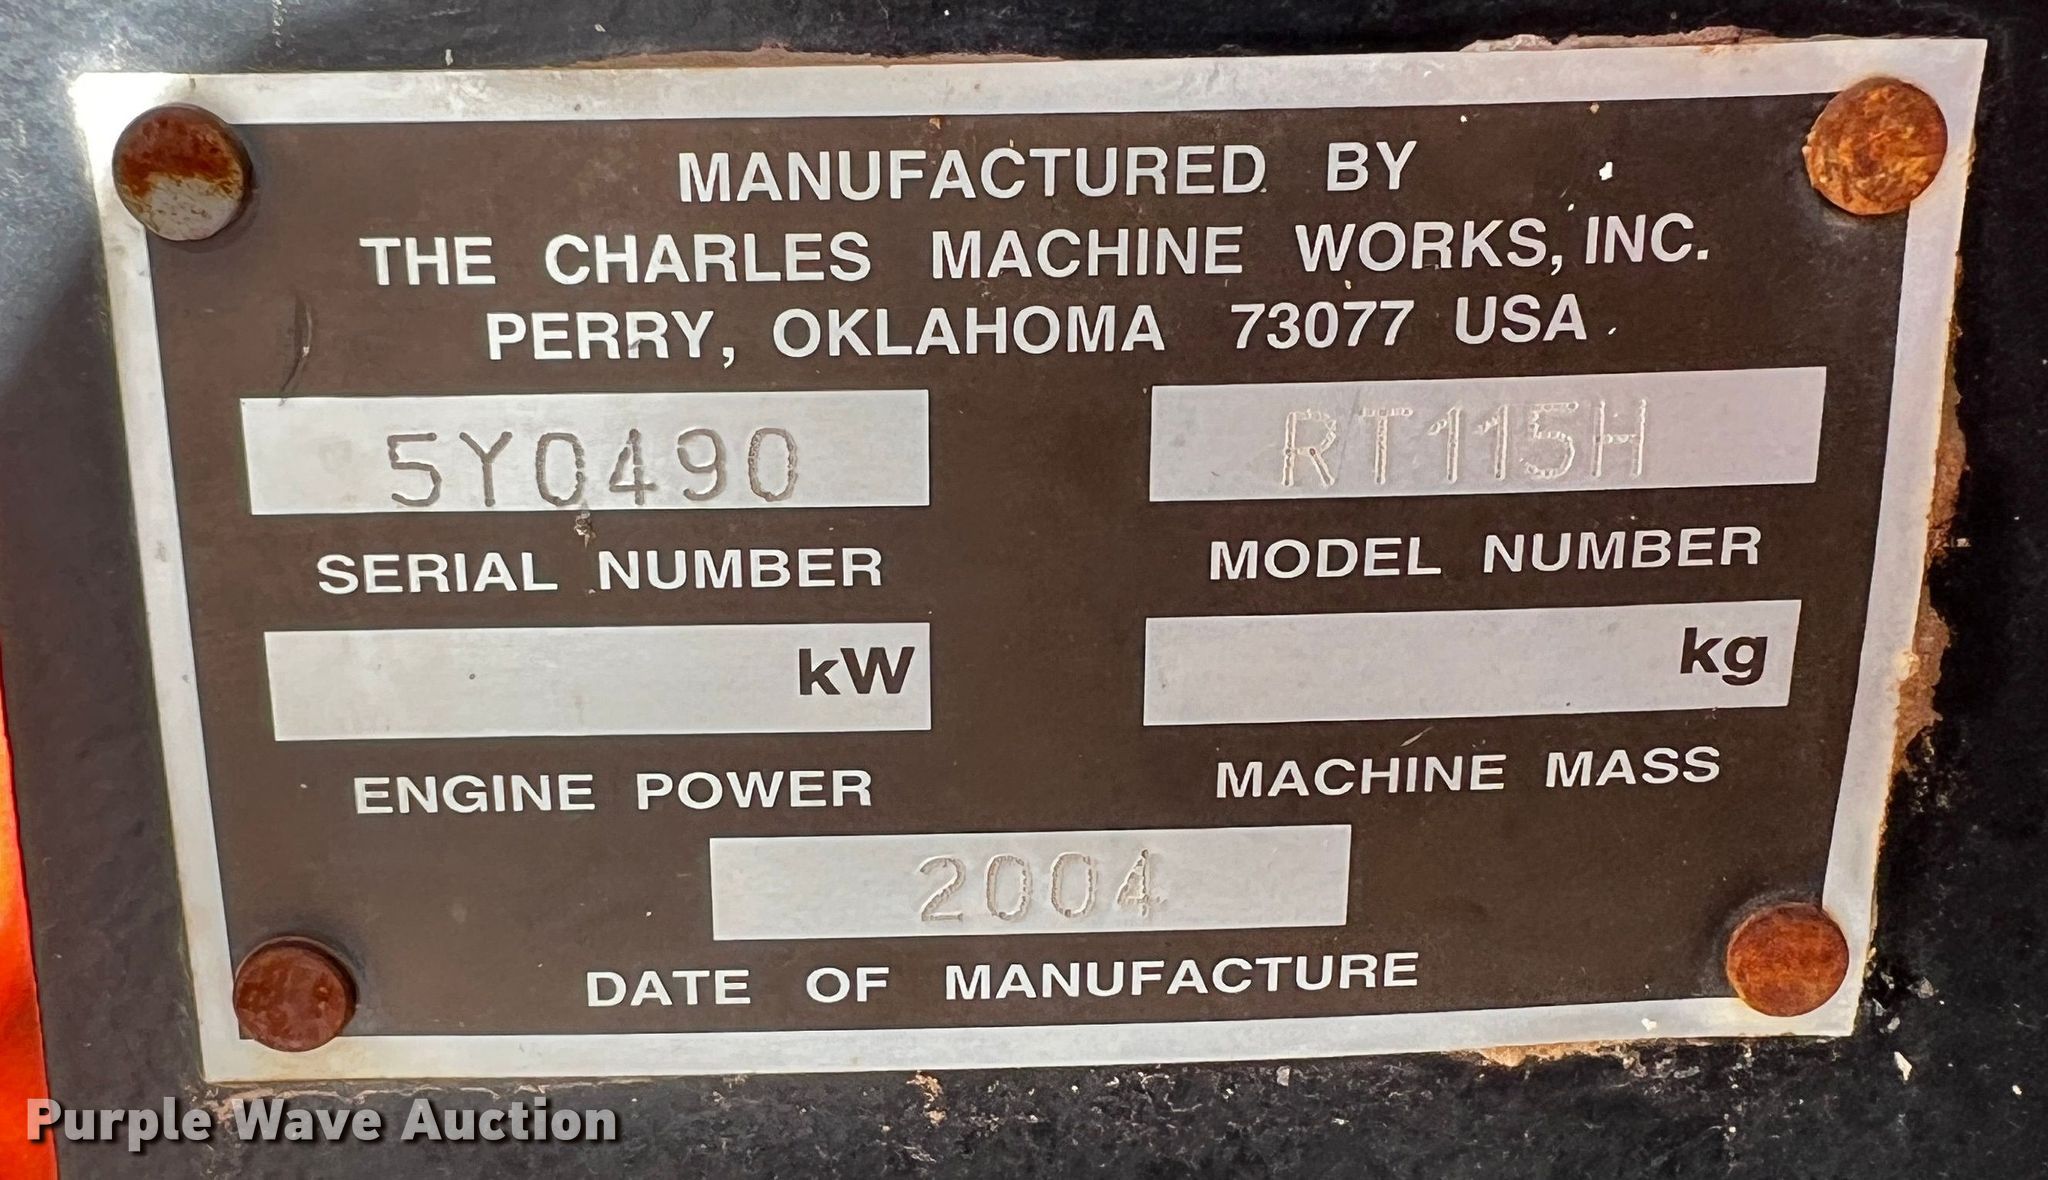 MANUFACTURED BY
THE CHARLES MACHINE WORKS, INC.
PERRY, OKLAHOMA 73077 USA
5Y0490 RT115H
SERIAL NUMBER MODEL NUMBER
kW kg
ENGINE POWER MACHINE MASS
2004
DATE OF MANUFACTURE
Purple Wave Auction